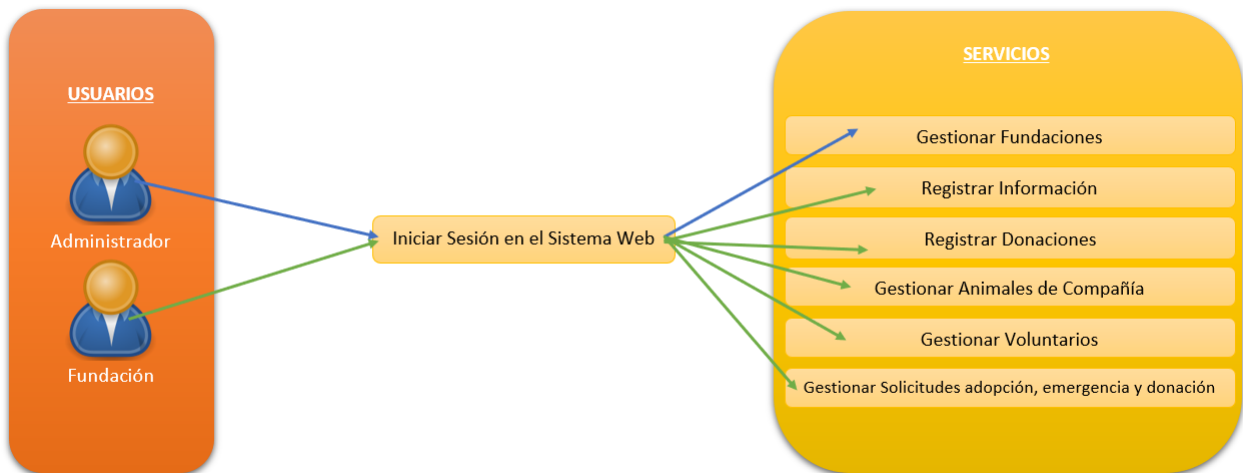 USUARIOS
Administrador
Fundación
Iniciar Sesión en el Sistema Web
SERVICIOS
Gestionar Fundaciones
Registrar Información
Registrar Donaciones
Gestionar Animales de Compañía
Gestionar Voluntarios
Gestionar Solicitudes adopción, emergencia y donación